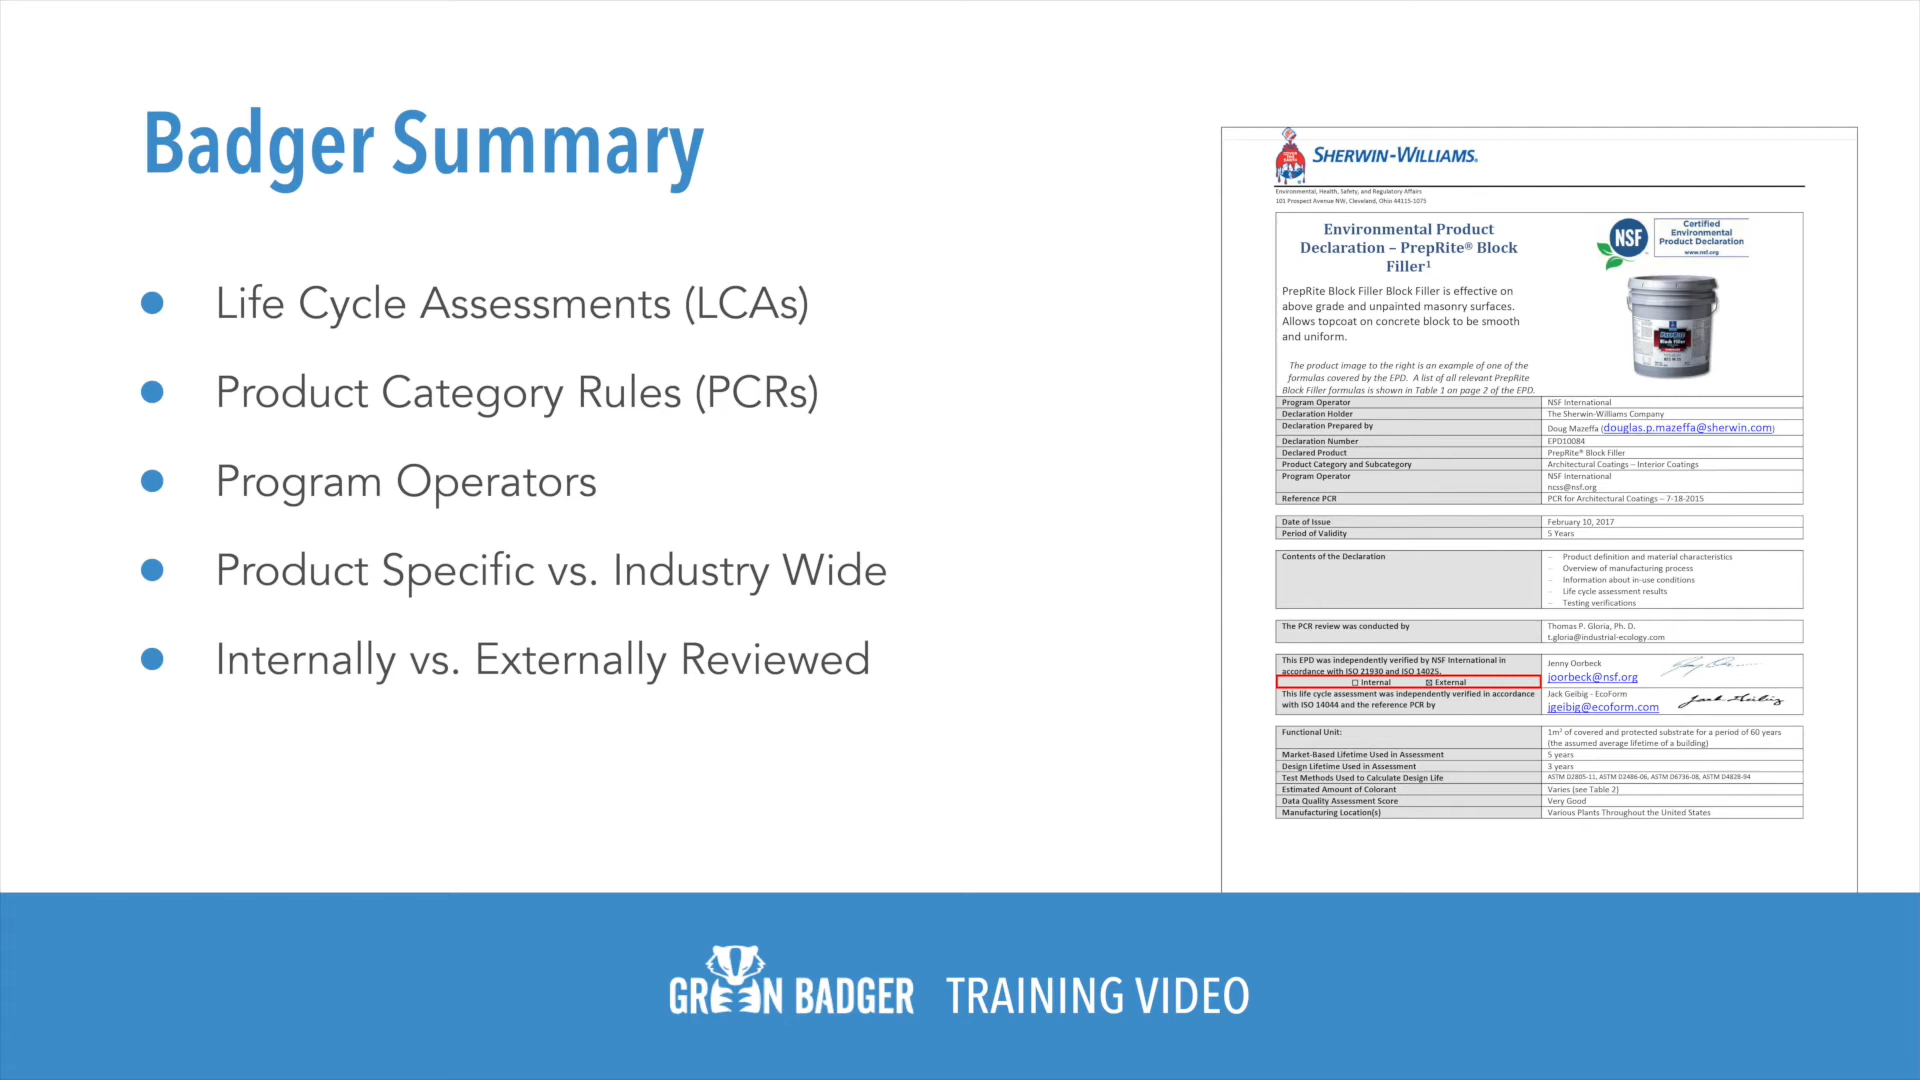 Badger Summary
Life Cycle Assessments (LCAs)
Product Category Rules (PCRs)
Program Operators
Product Specific vs. Industry Wide
Internally vs. Externally Reviewed
SHERWIN-WILLIAMS.
Environmental, Health, Safety, and Regulatory Affairs
101 Prospect Avenue NW, Cleveland, Ohio 44115-1075
Environmental Product
Declaration – PrepRite® Block
Filler¹
PrepRite Block Filler Block Filler is effective on
above grade and unpainted masonry surfaces.
Allows topcoat on concrete block to be smooth
and uniform.
The product image to the right is an example of one of the
formulas covered by the EPD. A list of all relevant PrepRite
Block Filler formulas is shown in Table 1 on page 2 of the EPD.
NSF
Certified
Environmental
Product Declaration
www.nsf.org
Program Operator NSF International
Declaration Holder The Sherwin-Williams Company
Declaration Prepared by Doug Mazeffa (douglas.p.mazeffa@sherwin.com)
Declaration Number EPD10084
Declared Product PrepRite® Block Filler
Product Category and Subcategory Architectural Coatings – Interior Coatings
Program Operator NSF International
ncss@nsf.org
Reference PCR PCR for Architectural Coatings – 7-18-2015
Date of Issue February 10, 2017
Period of Validity 5 Years
Contents of the Declaration – Product definition and material characteristics
– Overview of manufacturing process
– Information about in-use conditions
– Life cycle assessment results
– Testing verifications
The PCR review was conducted by Thomas P. Gloria, Ph. D.
t.gloria@industrial-ecology.com
This EPD was independently verified by NSF International in
accordance with ISO 21930 and ISO 14025.
☐ Internal ☒ External
Jenny Oorbeck
joorbeck@nsf.org
This life cycle assessment was independently verified in accordance
with ISO 14044 and the reference PCR by
Jack Geibig - EcoForm
jgeibig@ecoform.com
Functional Unit: 1m² of covered and protected substrate for a period of 60 years
(the assumed average lifetime of a building)
Market-Based Lifetime Used in Assessment 5 years
Design Lifetime Used in Assessment 3 years
Test Methods Used to Calculate Design Life ASTM D2805-11, ASTM D2486-06, ASTM D6736-08, ASTM D4828-94
Estimated Amount of Colorant Varies (see Table 2)
Data Quality Assessment Score Very Good
Manufacturing Location(s) Various Plants Throughout the United States
GREEN BADGER TRAINING VIDEO